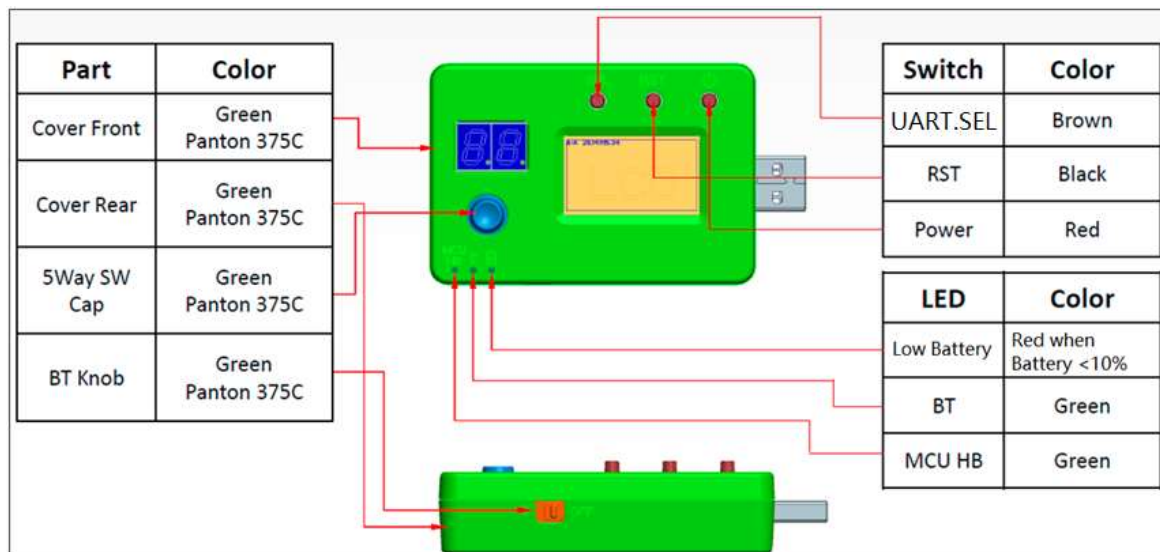 Part Color
Cover Front Green
Panton 375C
Cover Rear Green
Panton 375C
5Way SW
Cap Green
Panton 375C
BT Knob Green
Panton 375C
88
MCU
Switch Color
UART.SEL Brown
RST Black
Power Red
LED Color
Low Battery Red when
Battery <10%
BT Green
MCU HB Green